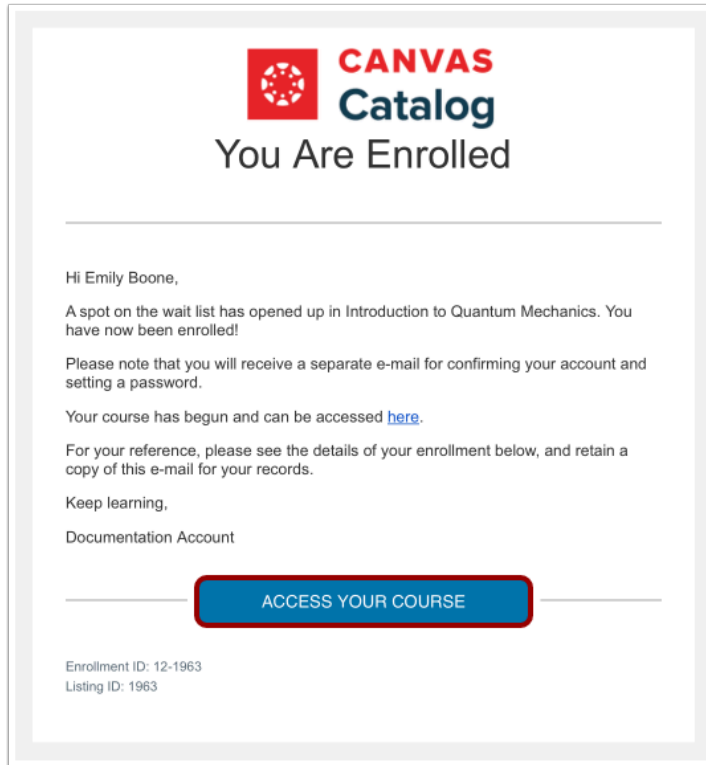 CANVAS
Catalog
You Are Enrolled
Hi Emily Boone,
A spot on the wait list has opened up in Introduction to Quantum Mechanics. You
have now been enrolled!
Please note that you will receive a separate e-mail for confirming your account and
setting a password.
Your course has begun and can be accessed here.
For your reference, please see the details of your enrollment below, and retain a
copy of this e-mail for your records.
Keep learning,
Documentation Account
ACCESS YOUR COURSE
Enrollment ID: 12-1963
Listing ID: 1963